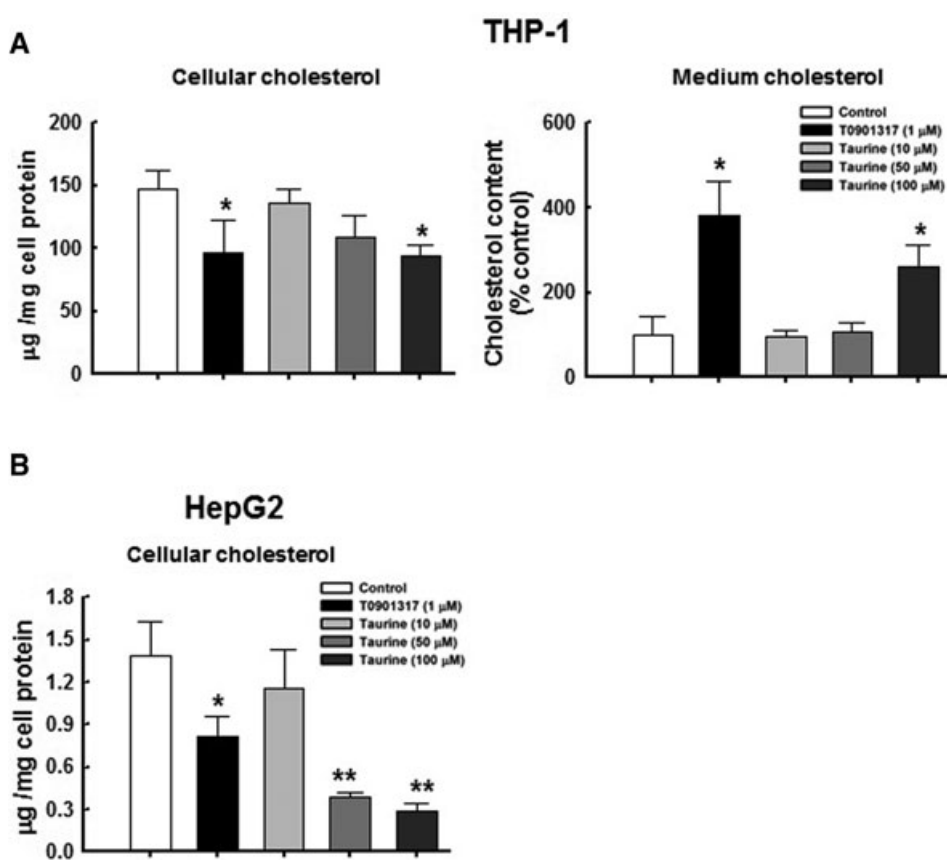 A
THP-1
Cellular cholesterol
µg /mg cell protein
200
150
100
50
0
*
*
Medium cholesterol
Cholesterol content
(% control)
600
400
200
0
Control
T0901317 (1 µM)
Taurine (10 µM)
Taurine (50 µM)
Taurine (100 µM)
*
*
B
HepG2
Cellular cholesterol
µg /mg cell protein
1.8
1.5
1.2
0.9
0.6
0.3
0.0
Control
T0901317 (1 µM)
Taurine (10 µM)
Taurine (50 µM)
Taurine (100 µM)
*
**
**